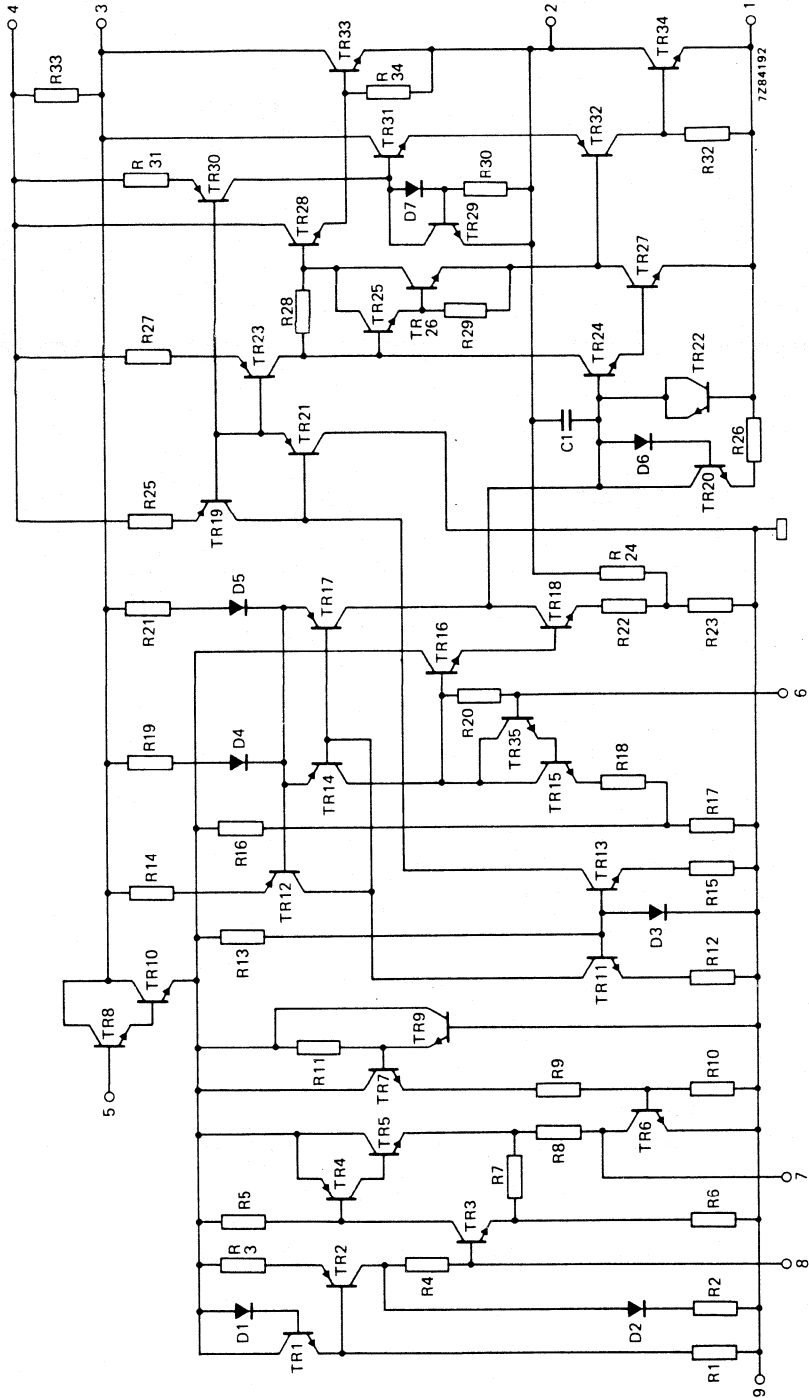 4
R33
3
R
31
TR30
TR28
R
34
TR33
TR31
D7
R30
TR29
2
TR32
R32
TR34
1
7Z84192
R27
TR23
R28
TR25
TR
26
R29
TR24
TR27
TR22
R25
TR19
TR21
C1
D6
TR20
R26
R21
D5
TR17
R
24
TR16
TR18
R22
R23
R19
D4
TR14
R20
TR35
TR15
R18
6
R14
TR12
R16
R17
TR13
R15
R13
D3
TR11
R12
TR8
TR10
5
TR9
R11
TR7
R9
R10
TR5
R8
TR6
7
R5
TR4
R7
TR3
R6
R
3
TR2
R4
8
D1
TR1
D2
R2
R1
9